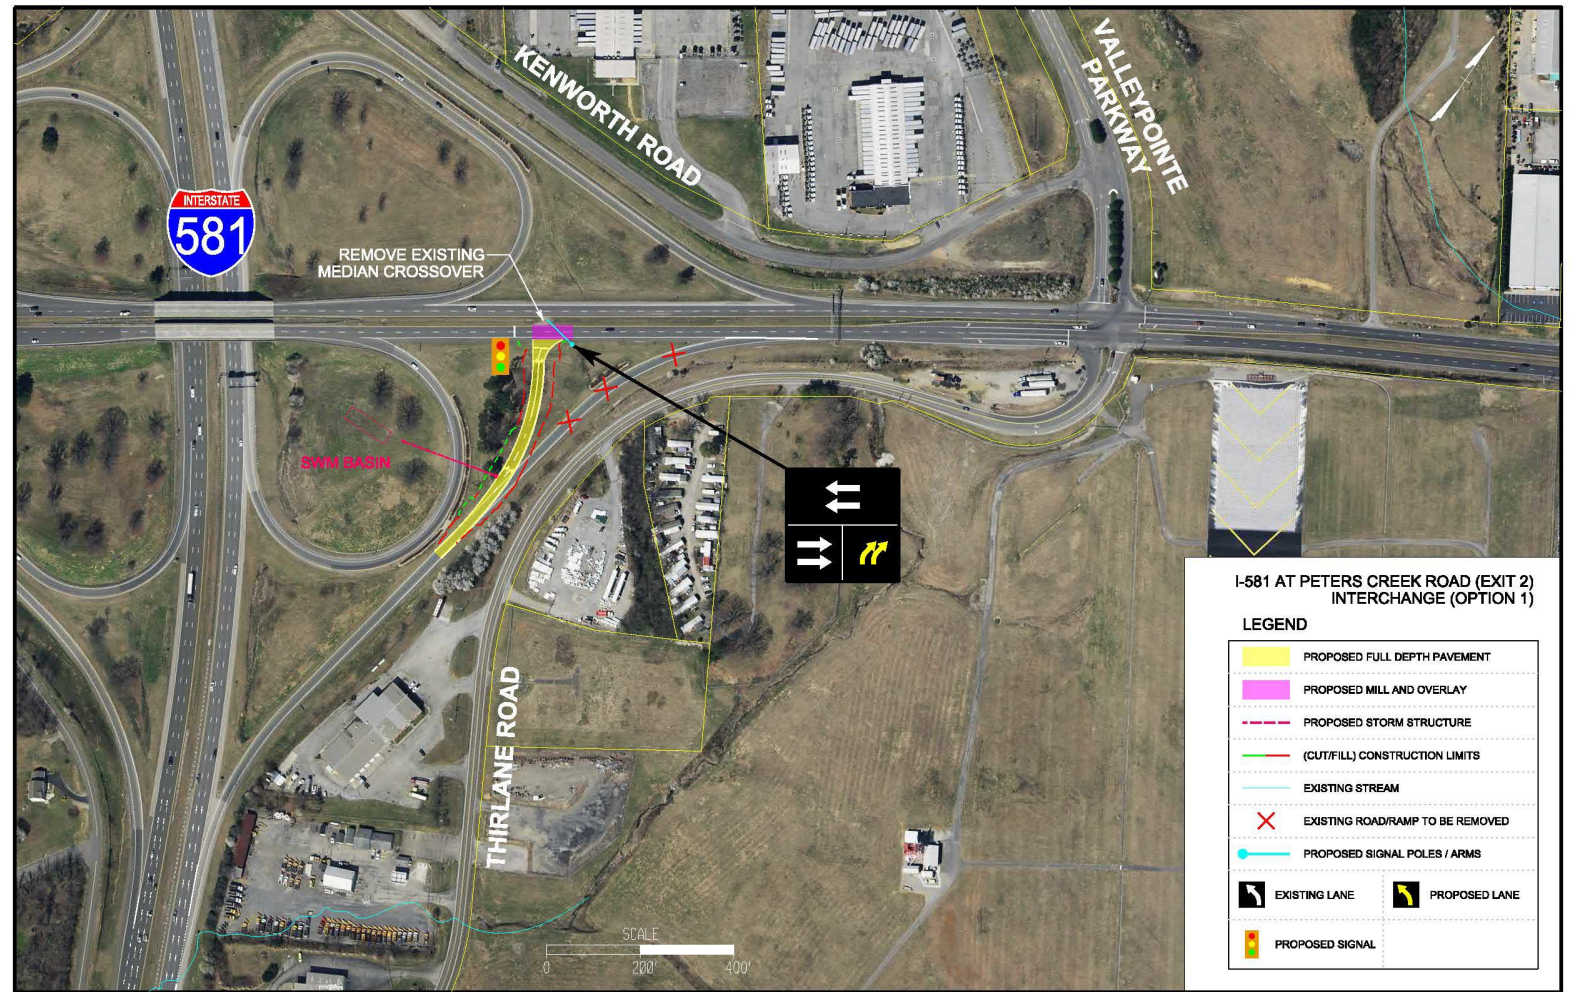 KENWORTH ROAD
VALLEYPOINTE
PARKWAY
INTERSTATE
581
REMOVE EXISTING
MEDIAN CROSSOVER
SWM BASIN
THIRLANE ROAD
SCALE
0 200' 400'
I-581 AT PETERS CREEK ROAD (EXIT 2)
INTERCHANGE (OPTION 1)
LEGEND
PROPOSED FULL DEPTH PAVEMENT
PROPOSED MILL AND OVERLAY
PROPOSED STORM STRUCTURE
(CUT/FILL) CONSTRUCTION LIMITS
EXISTING STREAM
EXISTING ROAD/RAMP TO BE REMOVED
PROPOSED SIGNAL POLES / ARMS
EXISTING LANE
PROPOSED LANE
PROPOSED SIGNAL